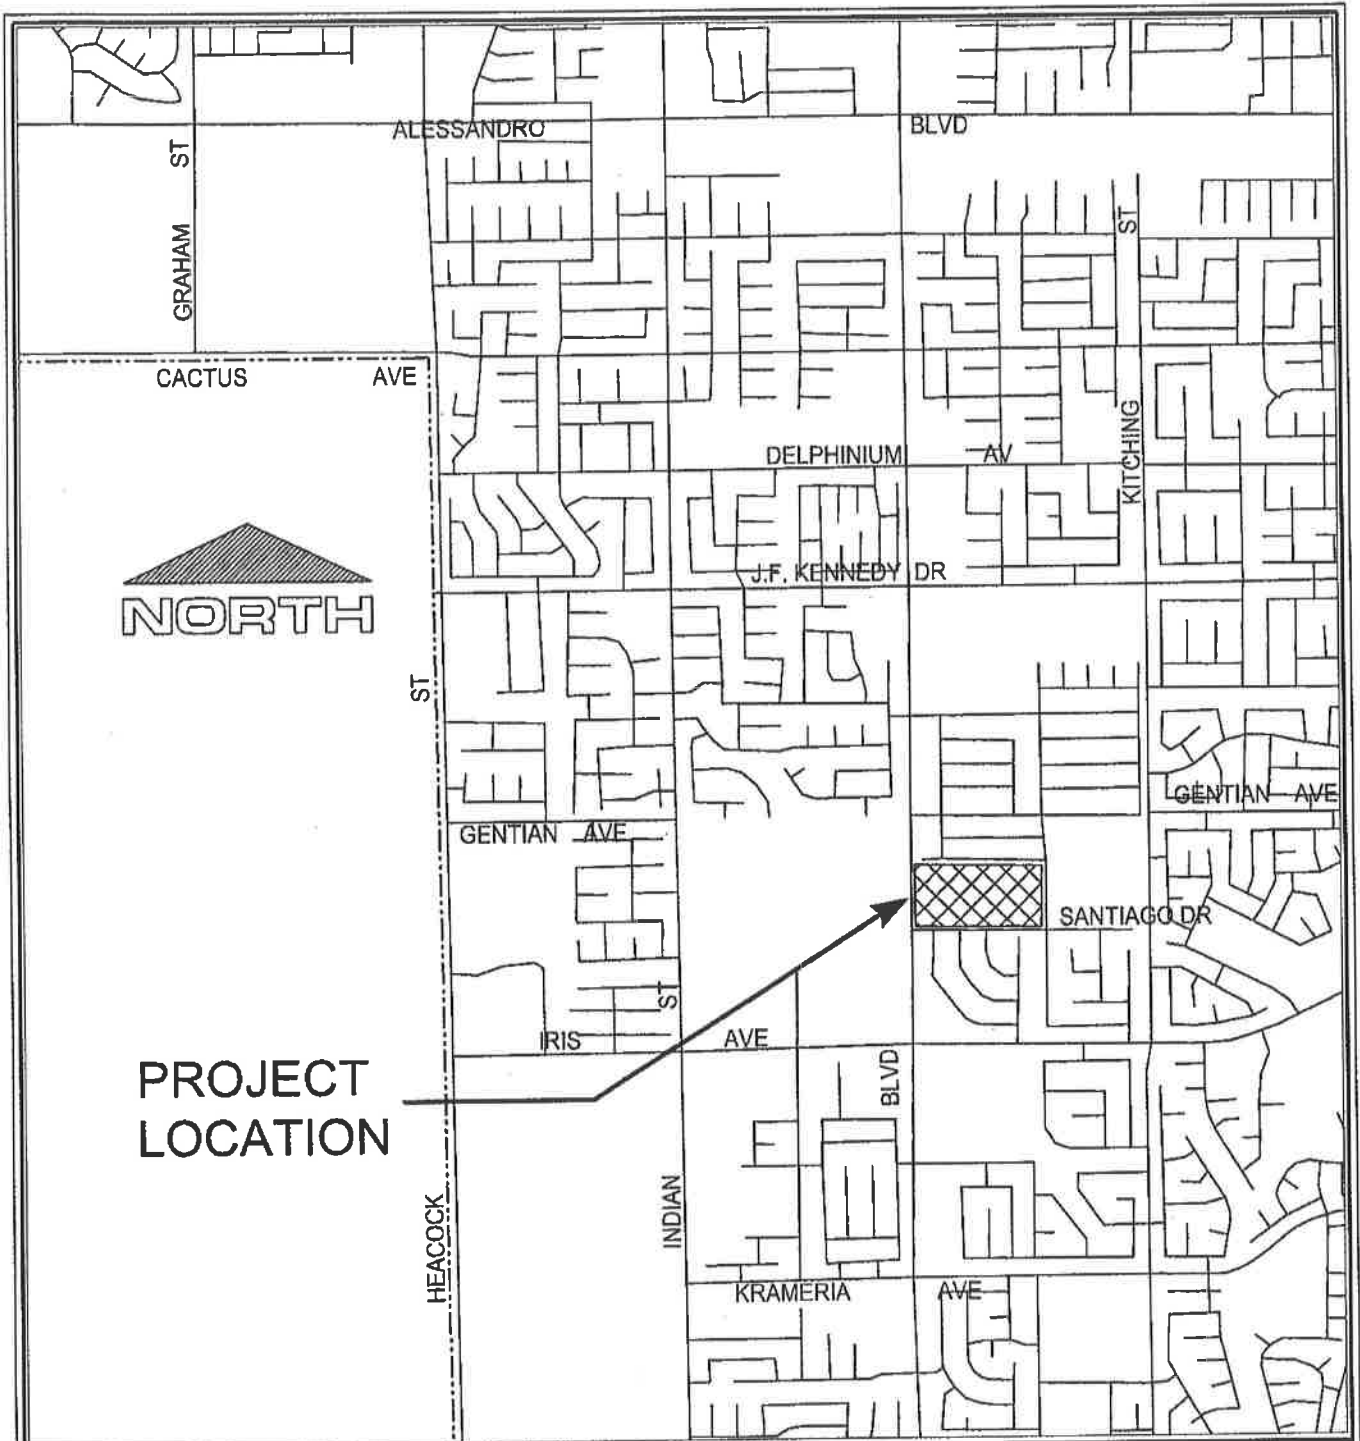 ALESSANDRO BLVD
GRAHAM ST
ST
CACTUS AVE
KITCHING
DELPHINIUM AV
J.F. KENNEDY DR
NORTH
ST
GENTIAN AVE
GENTIAN AVE
SANTIAGO DR
ST
IRIS AVE
BLVD
PROJECT
LOCATION
HEACOCK
INDIAN
KRAMERIA AVE